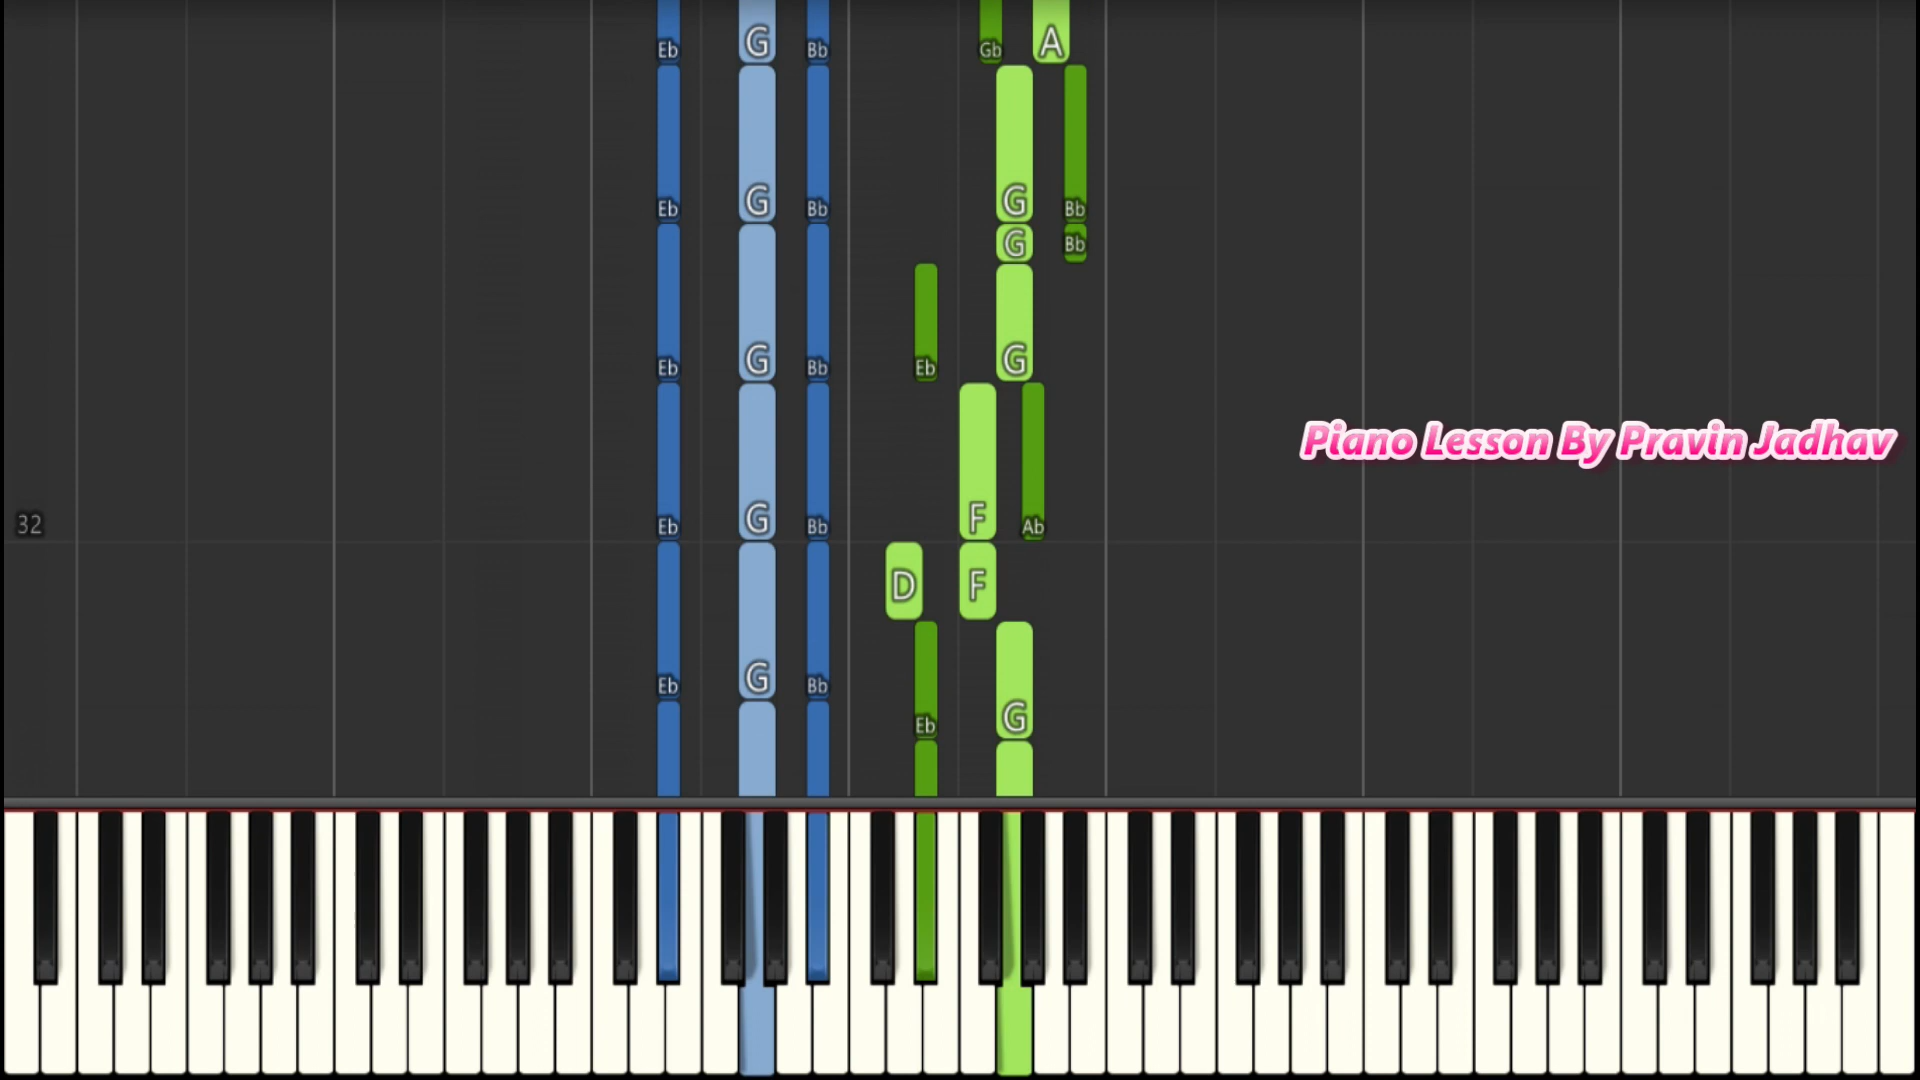 Eb G Bb Gb A
Eb G Bb G Bb
G Bb
Eb G Bb Eb G
Piano Lesson By Pravin Jadhav
32 Eb G Bb F Ab
D F
Eb G Bb
Eb G